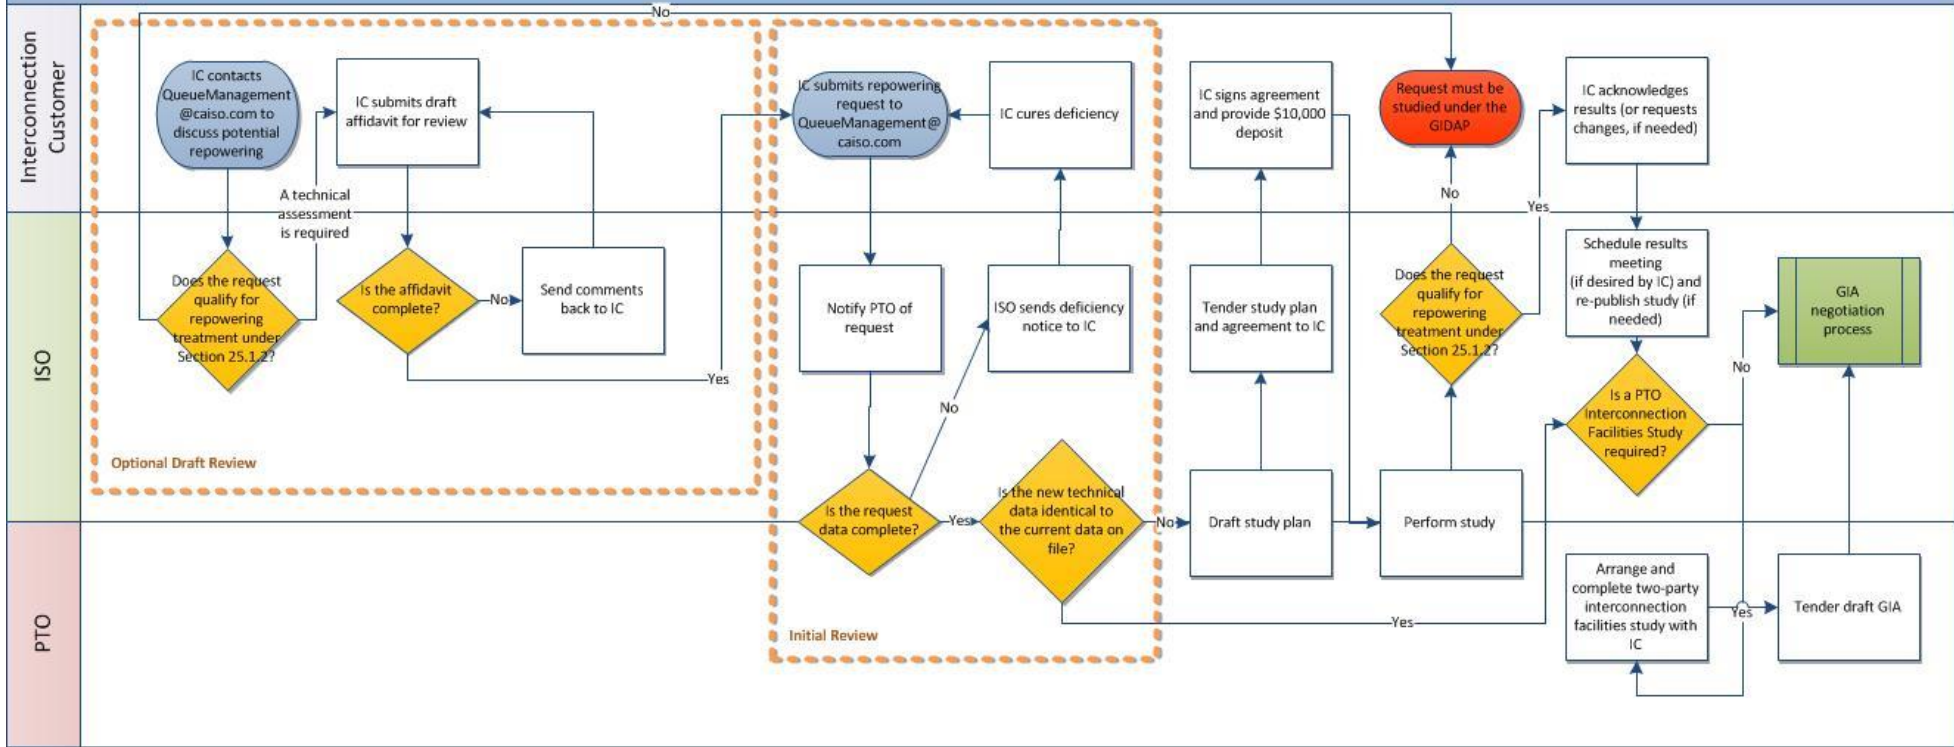 Interconnection
Customer
ISO
PTO
No
IC contacts
QueueManagement
@caiso.com to
discuss potential
repowering
IC submits draft
affidavit for review
A technical
assessment
is required
Does the request
qualify for
repowering
treatment under
Section 25.1.2?
Is the affidavit
complete?
No
Send comments
back to IC
Yes
Optional Draft Review
IC submits repowering
request to
QueueManagement@
caiso.com
IC cures deficiency
Notify PTO of
request
ISO sends deficiency
notice to IC
No
Is the request
data complete?
Yes
Is the new technical
data identical to
the current data on
file?
No
Yes
Initial Review
IC signs agreement
and provide $10,000
deposit
Tender study plan
and agreement to IC
Draft study plan
Request must be
studied under the
GIDAP
No
Does the request
qualify for
repowering
treatment under
Section 25.1.2?
Yes
Perform study
IC acknowledges
results (or requests
changes, if needed)
Schedule results
meeting
(if desired by IC) and
re-publish study (if
needed)
Is a PTO
Interconnection
Facilities Study
required?
No
Yes
Arrange and
complete two-party
interconnection
facilities study with
IC
GIA
negotiation
process
Tender draft GIA